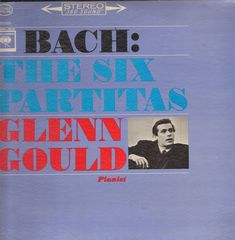 STEREO
360 SOUND
BACH:
THE SIX
PARTITAS
GLENN
GOULD
Pianist